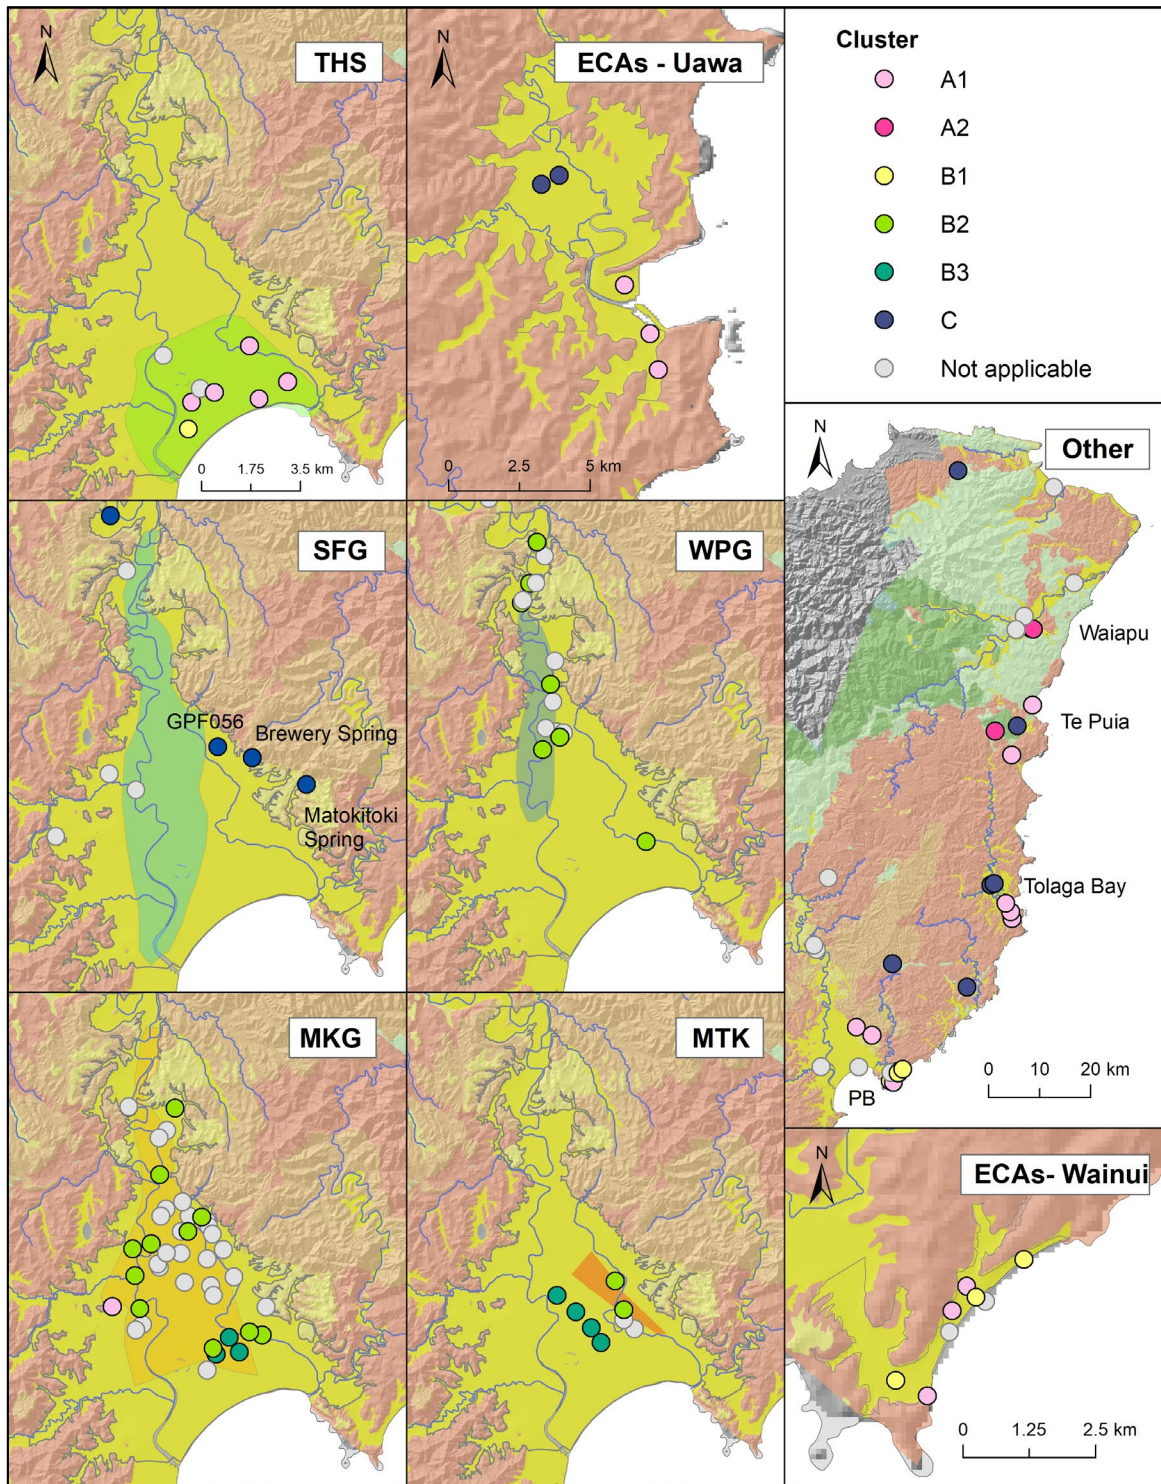 N
THS
0 1.75 3.5 km
N
ECAs - Uawa
0 2.5 5 km
Cluster
A1
A2
B1
B2
B3
C
Not applicable
SFG
GPF056
Brewery Spring
Matokitoki
Spring
WPG
N
Other
Waiapu
Te Puia
Tolaga Bay
0 10 20 km
PB
MKG
MTK
N
ECAs- Wainui
0 1.25 2.5 km